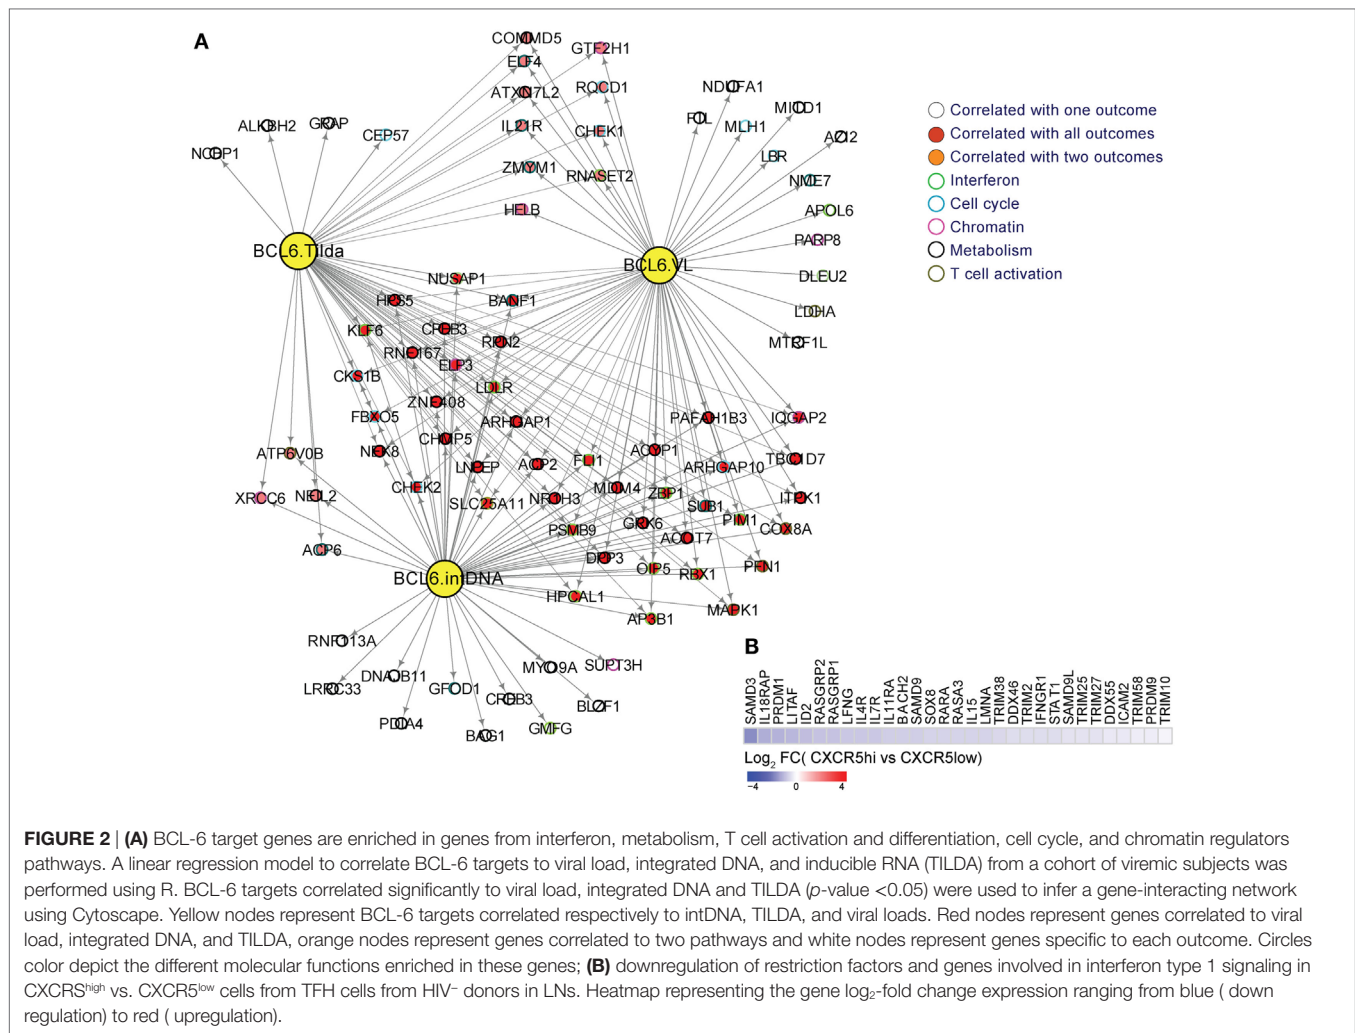 A
COMMD5
GTF2H1
ELF4
ATXN7L2
RQCD1
NDUFA1
MITD1
IL21R
CHEK1
FTL
MLH1
AZI2
ALKBH2
GRAP
CEP57
NCBP1
ZMYM1
RNASET2
LBR
NME7
HELB
APOL6
PARP8
DLEU2
LDHA
MTRF1L
BCL6.Tilda
BCL6.VL
Correlated with one outcome
Correlated with all outcomes
Correlated with two outcomes
Interferon
Cell cycle
Chromatin
Metabolism
T cell activation
NUSAP1
HPS5
BANF1
KLF6
RNF167
RPN2
ELP3
CKS1B
LDLR
ZNF408
FBXO5
ARHGAP1
PAFAH1B3
IQGAP2
CHMP5
NEK8
ATP6V0B
LNPEP
ACP2
FLI1
ACYP1
ARHGAP10
TBC1D7
XRCC6
NEIL2
CHEK2
SLC25A11
NR1H3
MDM4
ZBP1
SUB1
ITPK1
PSMB9
GRK6
PIM1
COX8A
ACP6
ACOT7
DPP3
OIP5
RBX1
PFN1
BCL6.intDNA
HPCAL1
AP3B1
MAPK1
RNF113A
LRRC33
DNAJB11
GFOD1
CREB3
MYO9A
SUPT3H
BLZF1
PDIA4
BAG1
GMFG
B
SAMD3
IL18RAP
PRDM1
LITAF
ID2
RASGRP2
RASGRP1
LFNG
IL4R
IL7R
IL11RA
BACH2
SAMD9
SOX8
RARA
RASA3
IL15
LMNA
TRIM38
DDX46
TRIM2
IFNGR1
STAT1
SAMD9L
TRIM25
TRIM27
DDX55
ICAM2
TRIM58
PRDM9
TRIM10
Log2 FC( CXCR5hi vs CXCR5low)
−4 0 4
FIGURE 2 | (A) BCL-6 target genes are enriched in genes from interferon, metabolism, T cell activation and differentiation, cell cycle, and chromatin regulators
pathways. A linear regression model to correlate BCL-6 targets to viral load, integrated DNA, and inducible RNA (TILDA) from a cohort of viremic subjects was
performed using R. BCL-6 targets correlated significantly to viral load, integrated DNA and TILDA (p-value <0.05) were used to infer a gene-interacting network
using Cytoscape. Yellow nodes represent BCL-6 targets correlated respectively to intDNA, TILDA, and viral loads. Red nodes represent genes correlated to viral
load, integrated DNA, and TILDA, orange nodes represent genes correlated to two pathways and white nodes represent genes specific to each outcome. Circles
color depict the different molecular functions enriched in these genes; (B) downregulation of restriction factors and genes involved in interferon type 1 signaling in
CXCRS^high vs. CXCR5^low cells from TFH cells from HIV− donors in LNs. Heatmap representing the gene log2-fold change expression ranging from blue ( down
regulation) to red ( upregulation).